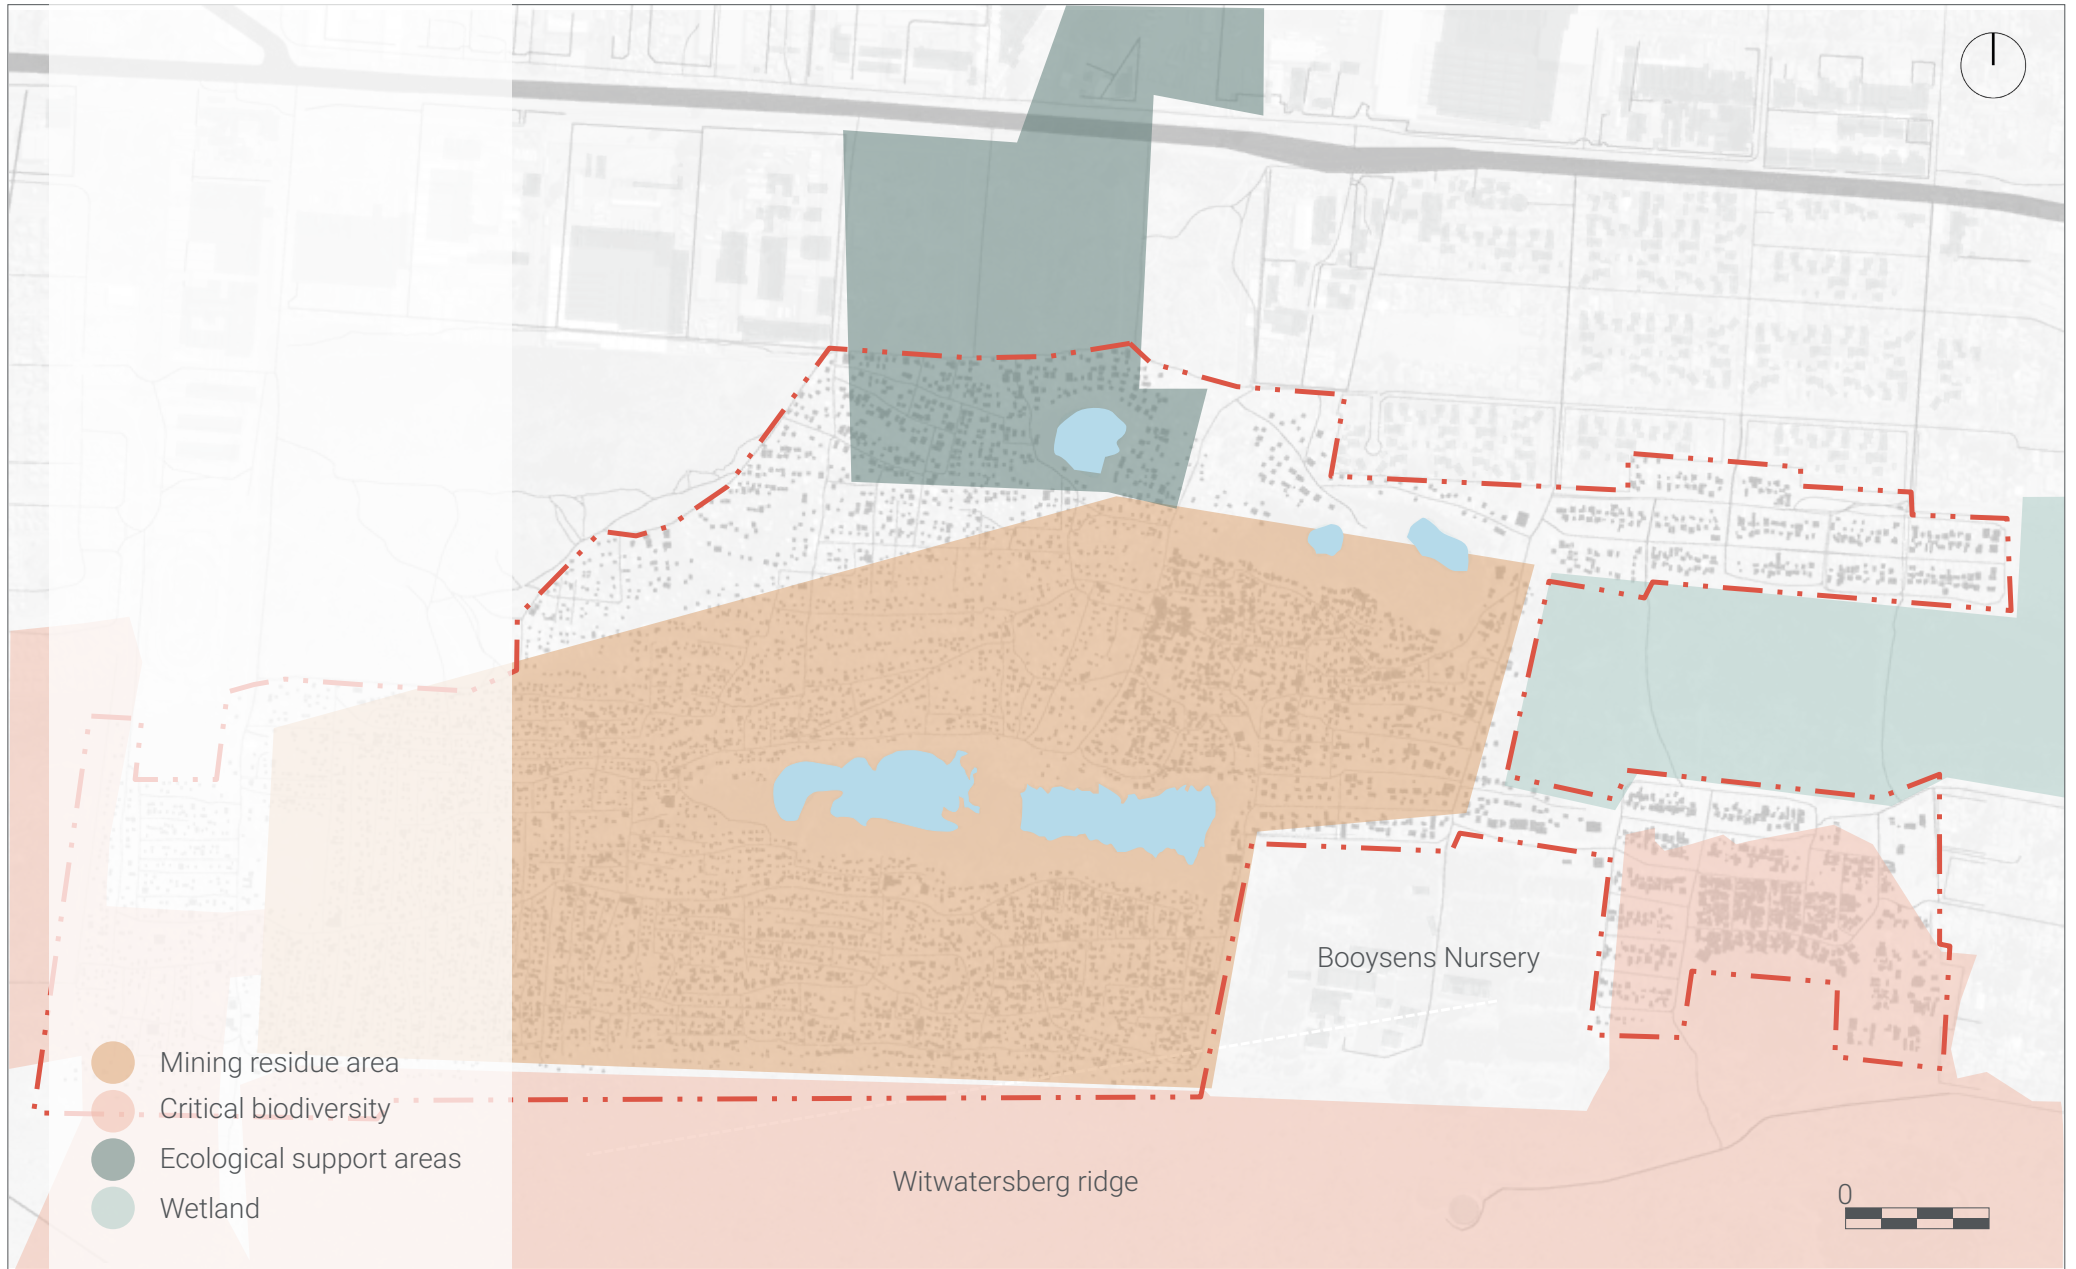 Booysens Nursery
Mining residue area
Critical biodiversity
Ecological support areas
Witwatersberg ridge
Wetland
0